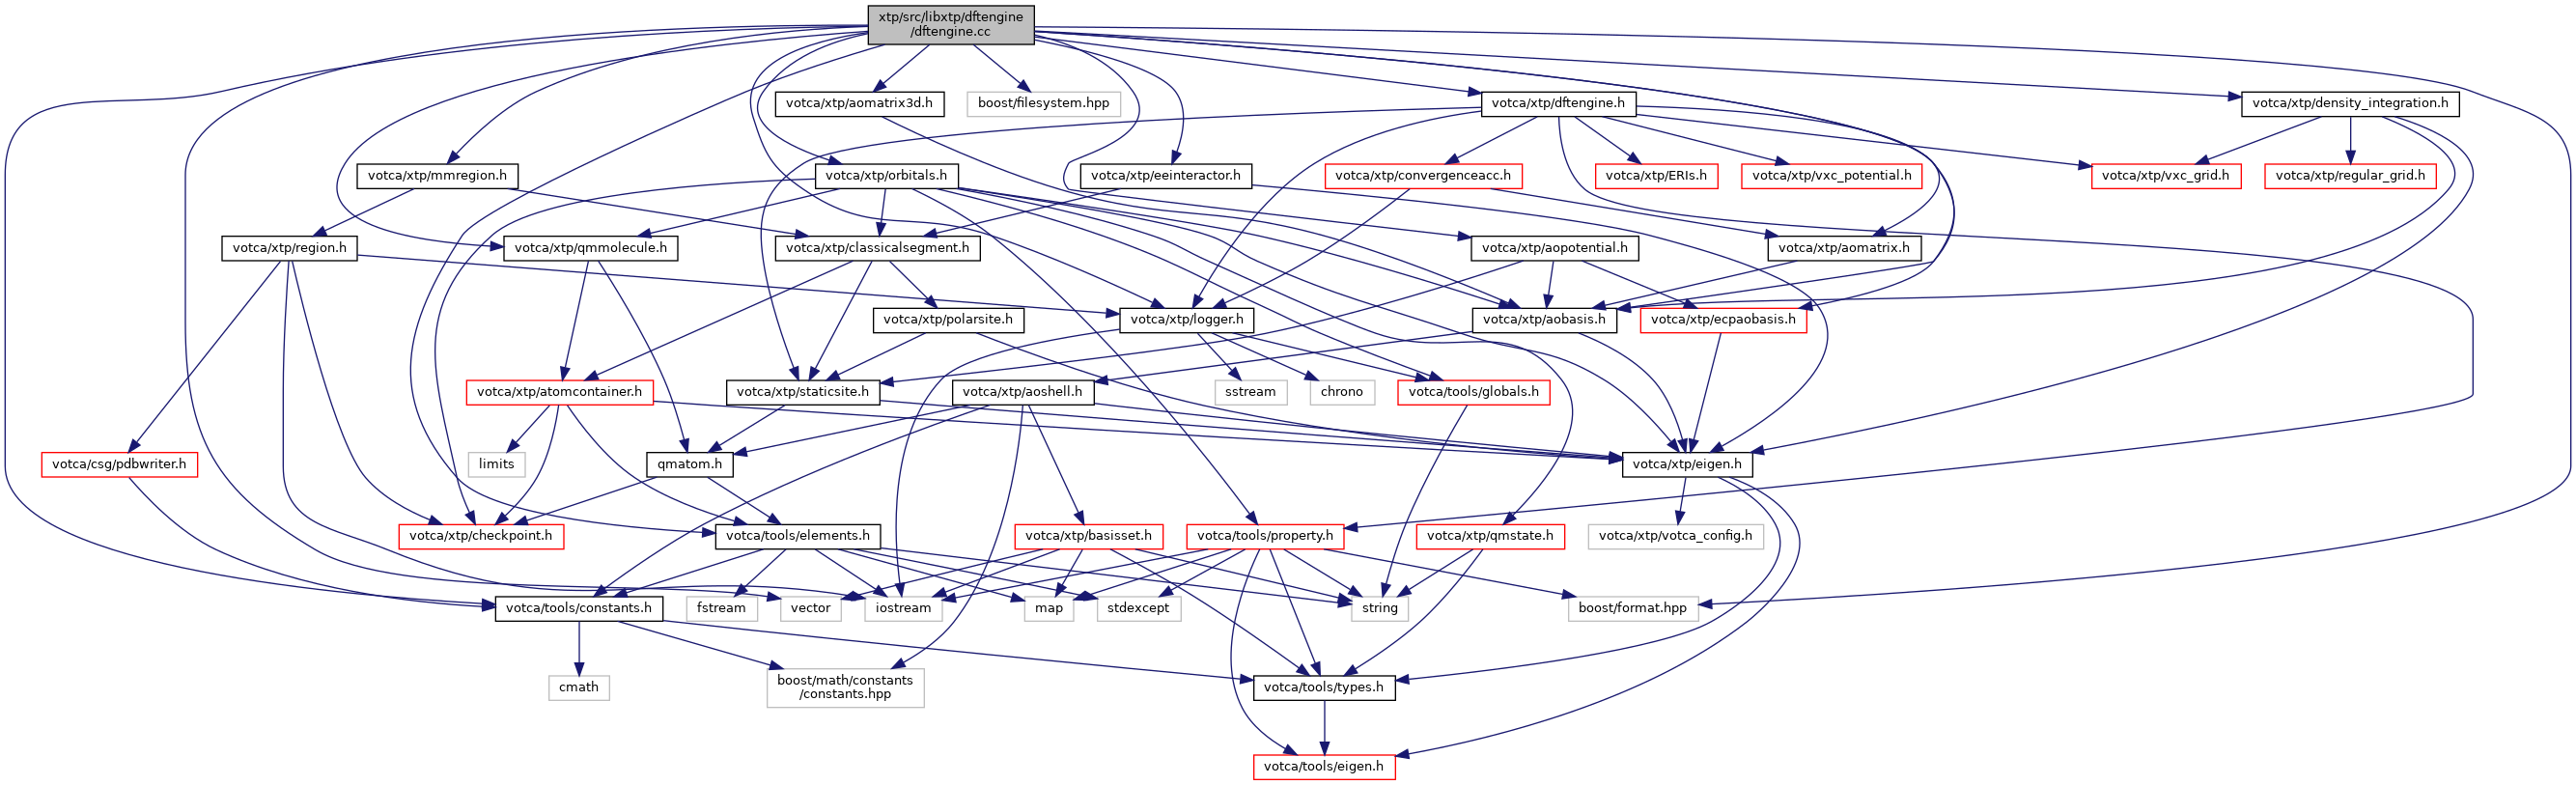 xtp/src/libxtp/dftengine
/dftengine.cc
votca/xtp/aomatrix3d.h
boost/filesystem.hpp
votca/xtp/dftengine.h
votca/xtp/density_integration.h
votca/xtp/mmregion.h
votca/xtp/orbitals.h
votca/xtp/eeinteractor.h
votca/xtp/convergenceacc.h
votca/xtp/ERIs.h
votca/xtp/vxc_potential.h
votca/xtp/vxc_grid.h
votca/xtp/regular_grid.h
votca/xtp/region.h
votca/xtp/qmmolecule.h
votca/xtp/classicalsegment.h
votca/xtp/aopotential.h
votca/xtp/aomatrix.h
votca/xtp/polarsite.h
votca/xtp/logger.h
votca/xtp/aobasis.h
votca/xtp/ecpaobasis.h
votca/xtp/atomcontainer.h
votca/xtp/staticsite.h
votca/xtp/aoshell.h
sstream
chrono
votca/tools/globals.h
votca/csg/pdbwriter.h
limits
qmatom.h
votca/xtp/eigen.h
votca/xtp/checkpoint.h
votca/tools/elements.h
votca/xtp/basisset.h
votca/tools/property.h
votca/xtp/qmstate.h
votca/xtp/votca_config.h
votca/tools/constants.h
fstream
vector
iostream
map
stdexcept
string
boost/format.hpp
cmath
boost/math/constants
/constants.hpp
votca/tools/types.h
votca/tools/eigen.h